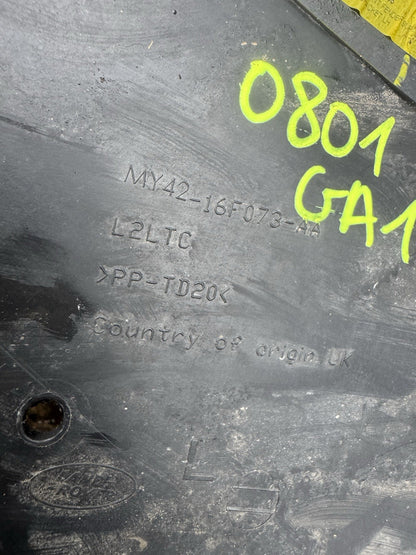 0801
GA1
MY42-16F073-AA
L2LTC
>PP-TD20<
Country of origin UK
L